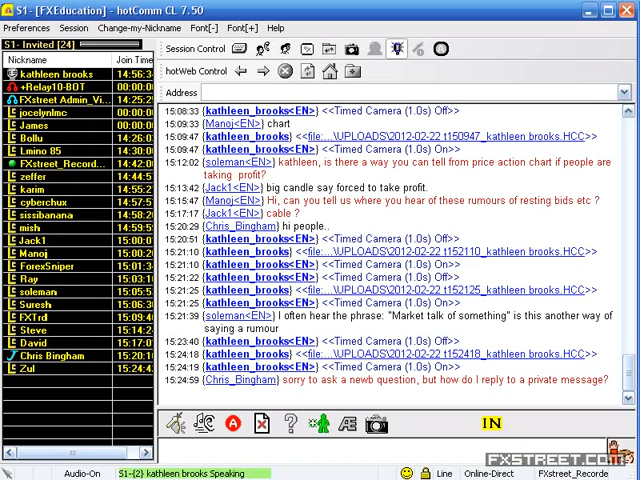 S1- [FXEducation] - hotComm CL 7.50
Preferences Session Change-my-Nickname Font[-] Font[+] Help
S1- Invited [24]
Session Control
Nickname Join Time
hotWeb Control
Address
kathleen brooks 14:56:3
+Relay10-BOT 00:00:0
FXstreet Admin_Vi... 14:25:2
jocelynlmc 00:00:0
James 00:00:0
Bollu 14:26:0
Lmino 85 14:39:5
FXstreet_Record... 14:42:0
zeffer 14:44:5
karim 14:57:3
cyberchux 14:57:5
sissibanana 14:58:2
mish 14:59:5
Jack1 15:00:0
Manoj 15:00:0
ForexSniper 15:01:3
Ray 15:03:0
soleman 15:05:0
Suresh 15:06:3
FXTrd 15:09:4
Steve 15:14:2
David 15:17:0
Chris Bingham 15:20:1
Zul 15:24:4
15:08:33 {kathleen_brooks<EN>} <<Timed Camera (1.0s) Off>>
15:09:33 {Manoj<EN>} chart
15:09:47 {kathleen_brooks} <<file:...\UPLOADS\2012-02-22 t150947_kathleen brooks.HCC>>
15:09:47 {kathleen_brooks<EN>} <<Timed Camera (1.0s) On>>
15:12:02 {soleman<EN>} kathleen, is there a way you can tell from price action chart if people are
taking profit?
15:13:42 {Jack1<EN>} big candle say forced to take profit.
15:15:47 {Manoj<EN>} Hi, can you tell us where you hear of these rumours of resting bids etc ?
15:17:17 {Jack1<EN>} cable ?
15:20:29 {Chris_Bingham} hi people..
15:20:51 {kathleen_brooks<EN>} <<Timed Camera (1.0s) Off>>
15:21:10 {kathleen_brooks} <<file:...\UPLOADS\2012-02-22 t152110_kathleen brooks.HCC>>
15:21:10 {kathleen_brooks<EN>} <<Timed Camera (1.0s) On>>
15:21:22 {kathleen_brooks<EN>} <<Timed Camera (1.0s) Off>>
15:21:25 {kathleen_brooks} <<file:...\UPLOADS\2012-02-22 t152125_kathleen brooks.HCC>>
15:21:25 {kathleen_brooks<EN>} <<Timed Camera (1.0s) On>>
15:21:39 {soleman<EN>} I often hear the phrase: "Market talk of something" is this another way of
saying a rumour
15:23:40 {kathleen_brooks<EN>} <<Timed Camera (1.0s) Off>>
15:24:18 {kathleen_brooks} <<file:...\UPLOADS\2012-02-22 t152418_kathleen brooks.HCC>>
15:24:19 {kathleen_brooks<EN>} <<Timed Camera (1.0s) On>>
15:24:59 {Chris_Bingham} sorry to ask a newb question, but how do I reply to a private message?
IN
Audio-On S1-{2} kathleen brooks Speaking Line Online-Direct FXstreet_Recorde